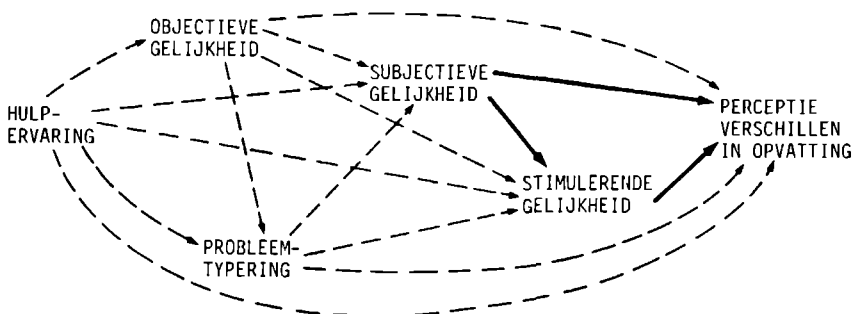 OBJECTIEVE
GELIJKHEID
SUBJECTIEVE
GELIJKHEID
HULP-
ERVARING
PERCEPTIE
VERSCHILLEN
IN OPVATTING
STIMULERENDE
GELIJKHEID
PROBLEEM-
TYPERING